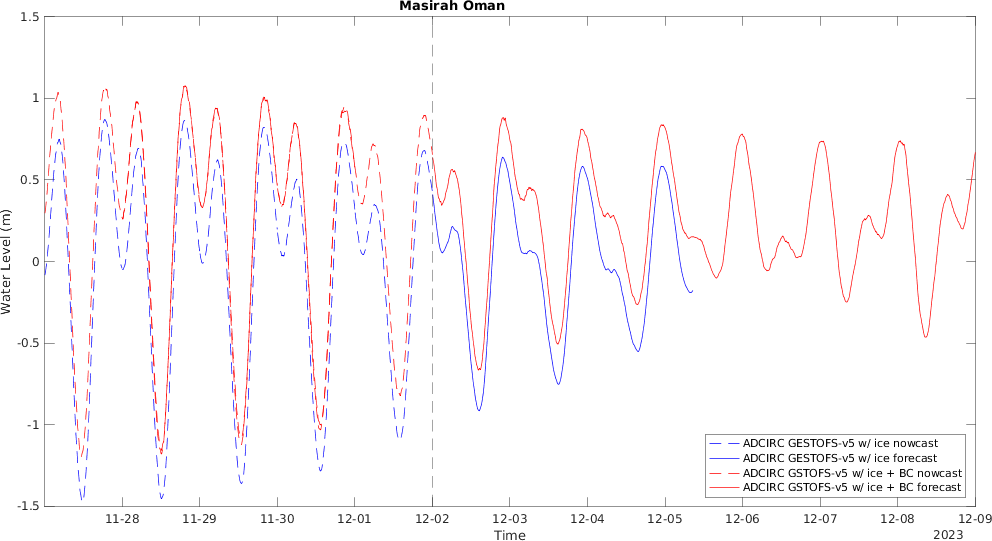 Masirah Oman
1.5
1
0.5
0
-0.5
-1
-1.5
Water Level (m)
11-28 11-29 11-30 12-01 12-02 12-03 12-04 12-05 12-06 12-07 12-08 12-09
Time
2023
ADCIRC GESTOFS-v5 w/ ice nowcast
ADCIRC GESTOFS-v5 w/ ice forecast
ADCIRC GSTOFS-v5 w/ ice + BC nowcast
ADCIRC GSTOFS-v5 w/ ice + BC forecast